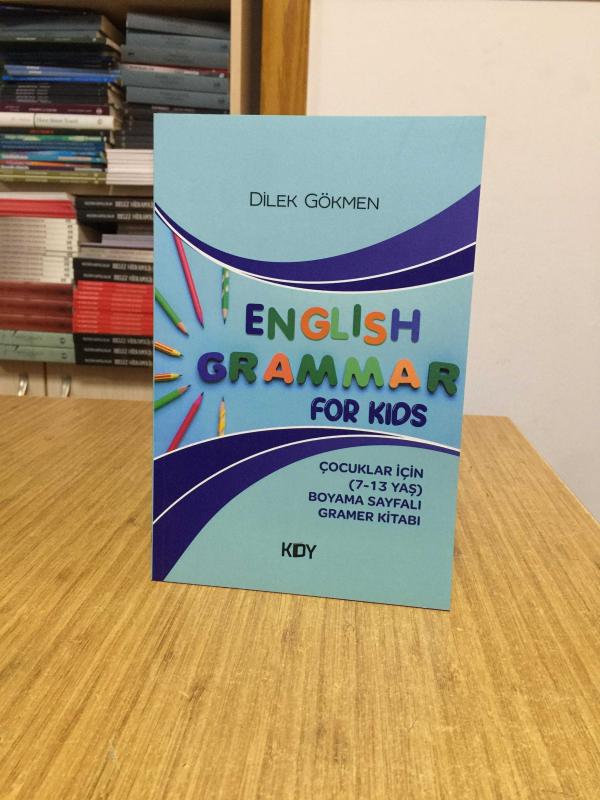 DİLEK GÖKMEN
ENGLISH
GRAMMAR
FOR KIDS
ÇOCUKLAR İÇİN
(7-13 YAŞ)
BOYAMA SAYFALI
GRAMER KİTABI
KDY